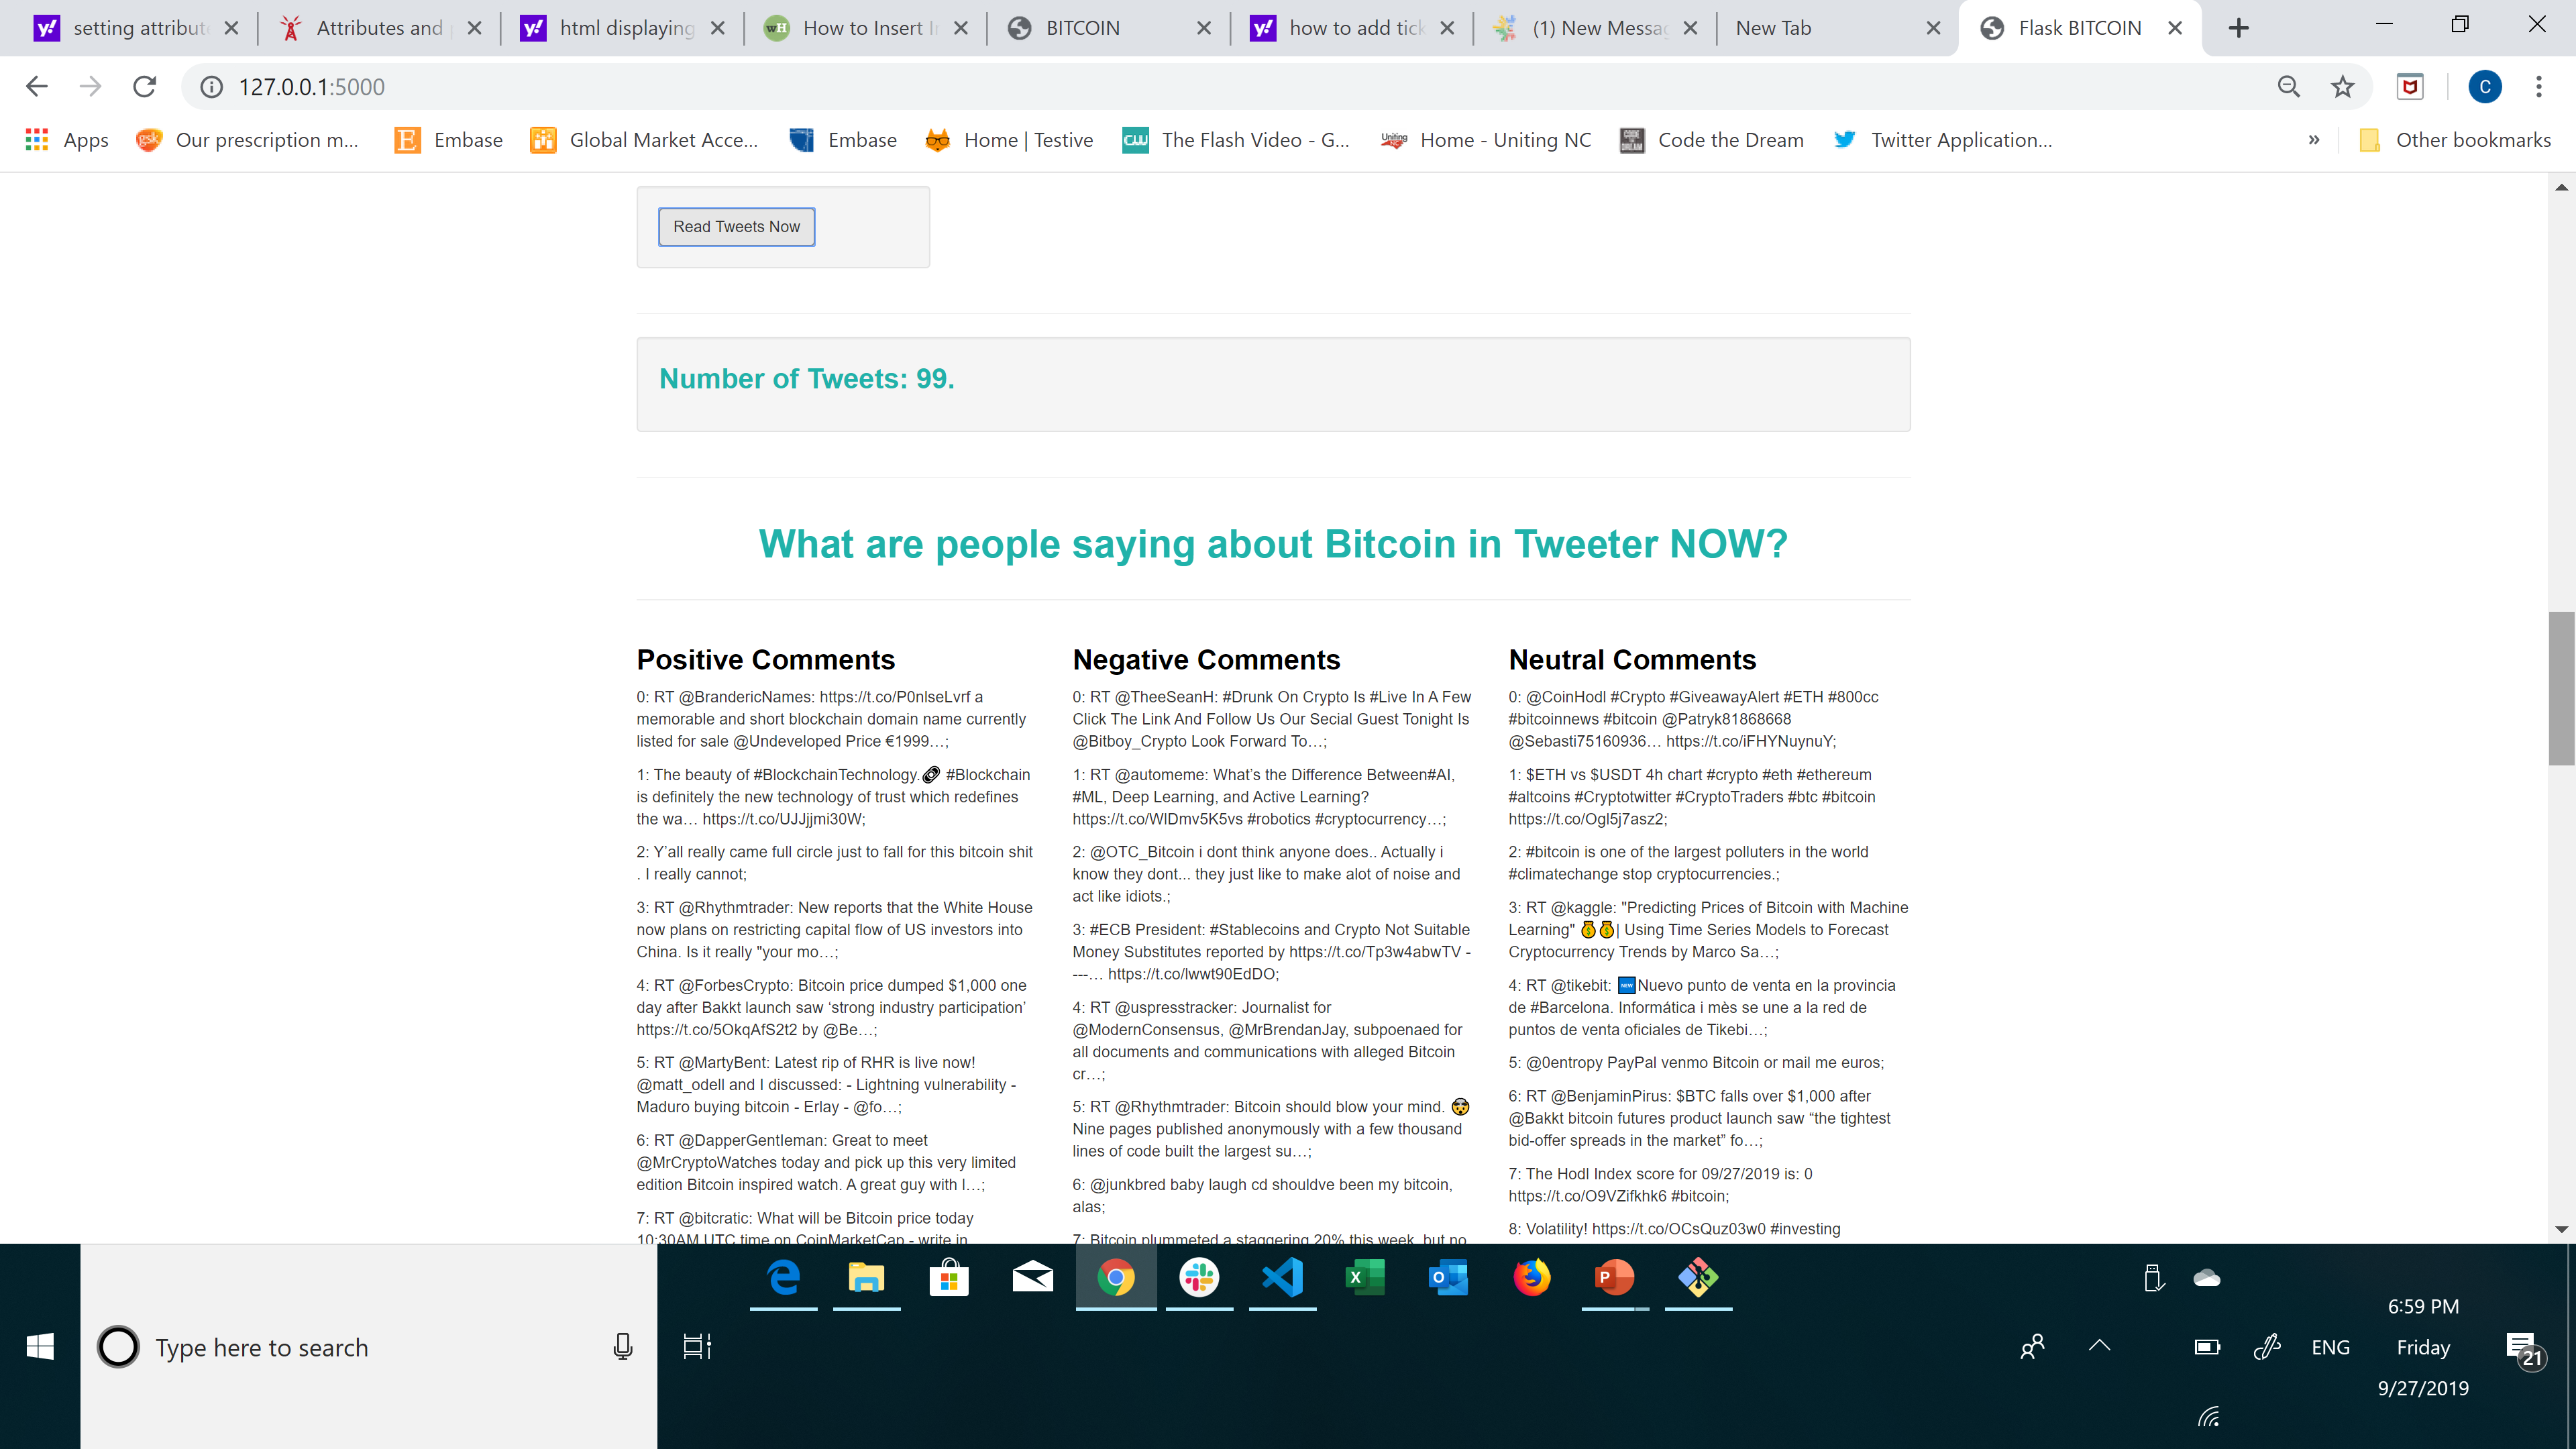 setting attribut
Attributes and p
html displaying
How to Insert I
BITCOIN
how to add tick
(1) New Messag
New Tab
Flask BITCOIN
127.0.0.1:5000
C
Apps
Our prescription m...
Embase
Global Market Acce...
Embase
Home | Testive
The Flash Video - G...
Home - Uniting NC
Code the Dream
Twitter Application...
»
Other bookmarks
Read Tweets Now
Number of Tweets: 99.
What are people saying about Bitcoin in Tweeter NOW?
Positive Comments
0: RT @BrandericNames: https://t.co/P0nlseLvrf a
memorable and short blockchain domain name currently
listed for sale @Undeveloped Price €1999…;
1: The beauty of #BlockchainTechnology. #Blockchain
is definitely the new technology of trust which redefines
the wa… https://t.co/UJJjjmi30W;
2: Y’all really came full circle just to fall for this bitcoin shit
. I really cannot;
3: RT @Rhythmtrader: New reports that the White House
now plans on restricting capital flow of US investors into
China. Is it really "your mo…;
4: RT @ForbesCrypto: Bitcoin price dumped $1,000 one
day after Bakkt launch saw ‘strong industry participation’
https://t.co/5OkqAfS2t2 by @Be…;
5: RT @MartyBent: Latest rip of RHR is live now!
@matt_odell and I discussed: - Lightning vulnerability -
Maduro buying bitcoin - Erlay - @fo…;
6: RT @DapperGentleman: Great to meet
@MrCryptoWatches today and pick up this very limited
edition Bitcoin inspired watch. A great guy with l…;
7: RT @bitcratic: What will be Bitcoin price today
10:30AM UTC time on CoinMarketCap - write in
Negative Comments
0: RT @TheeSeanH: #Drunk On Crypto Is #Live In A Few
Click The Link And Follow Us Our Secial Guest Tonight Is
@Bitboy_Crypto Look Forward To…;
1: RT @automeme: What’s the Difference Between#AI,
#ML, Deep Learning, and Active Learning?
https://t.co/WlDmv5K5vs #robotics #cryptocurrency…;
2: @OTC_Bitcoin i dont think anyone does.. Actually i
know they dont... they just like to make alot of noise and
act like idiots.;
3: #ECB President: #Stablecoins and Crypto Not Suitable
Money Substitutes reported by https://t.co/Tp3w4abwTV -
---… https://t.co/lwwt90EdDO;
4: RT @uspresstracker: Journalist for
@ModernConsensus, @MrBrendanJay, subpoenaed for
all documents and communications with alleged Bitcoin
cr…;
5: RT @Rhythmtrader: Bitcoin should blow your mind.
Nine pages published anonymously with a few thousand
lines of code built the largest su…;
6: @junkbred baby laugh cd shouldve been my bitcoin,
alas;
7: Bitcoin plummeted a staggering 20% this week, but no
Neutral Comments
0: @CoinHodl #Crypto #GiveawayAlert #ETH #800cc
#bitcoinnews #bitcoin @Patryk81868668
@Sebasti75160936… https://t.co/iFHYNuynuY;
1: $ETH vs $USDT 4h chart #crypto #eth #ethereum
#altcoins #Cryptotwitter #CryptoTraders #btc #bitcoin
https://t.co/Ogl5j7asz2;
2: #bitcoin is one of the largest polluters in the world
#climatechange stop cryptocurrencies.;
3: RT @kaggle: "Predicting Prices of Bitcoin with Machine
Learning" | Using Time Series Models to Forecast
Cryptocurrency Trends by Marco Sa…;
4: RT @tikebit: Nuevo punto de venta en la provincia
de #Barcelona. Informática i mès se une a la red de
puntos de venta oficiales de Tikebi…;
5: @0entropy PayPal venmo Bitcoin or mail me euros;
6: RT @BenjaminPirus: $BTC falls over $1,000 after
@Bakkt bitcoin futures product launch saw “the tightest
bid-offer spreads in the market” fo…;
7: The Hodl Index score for 09/27/2019 is: 0
https://t.co/O9VZifkhk6 #bitcoin;
8: Volatility! https://t.co/OCsQuz03w0 #investing
Type here to search
6:59 PM
ENG
Friday
21
9/27/2019